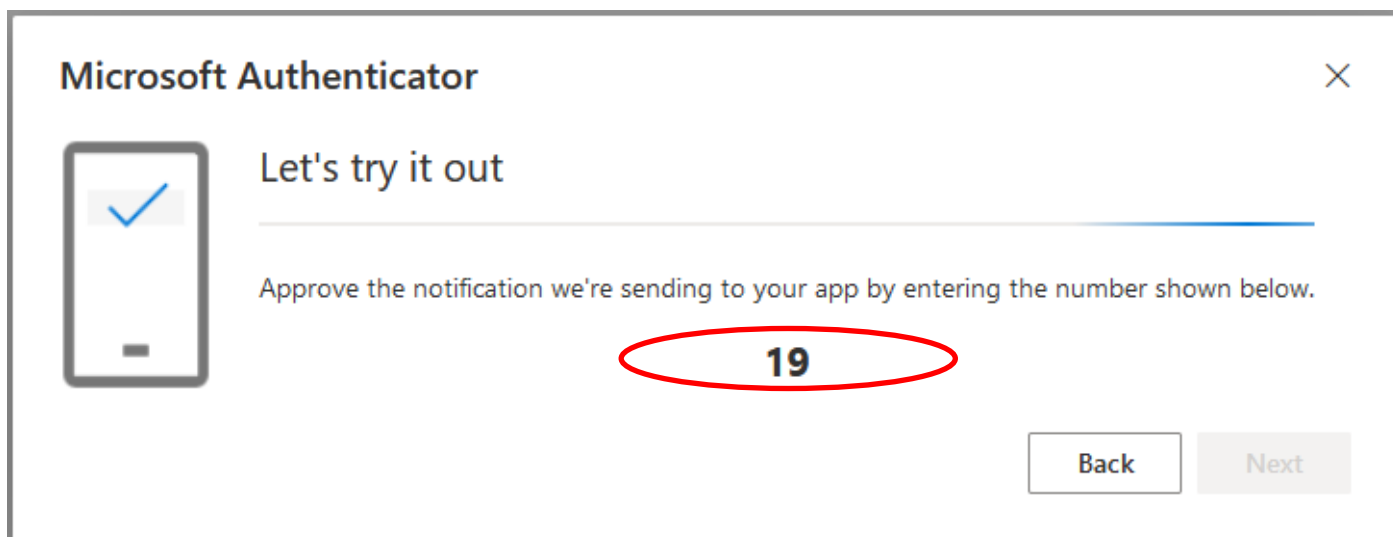 Microsoft Authenticator
Let's try it out
Approve the notification we're sending to your app by entering the number shown below.
19
Back Next